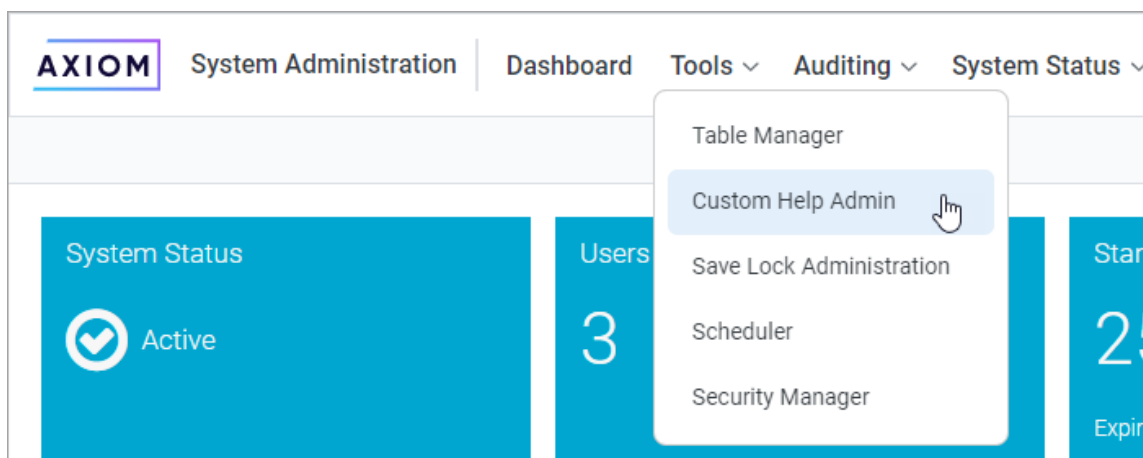 AXIOM System Administration Dashboard Tools Auditing System Status
Table Manager
Custom Help Admin
Save Lock Administration
Scheduler
Security Manager
System Status
Active
Users
3